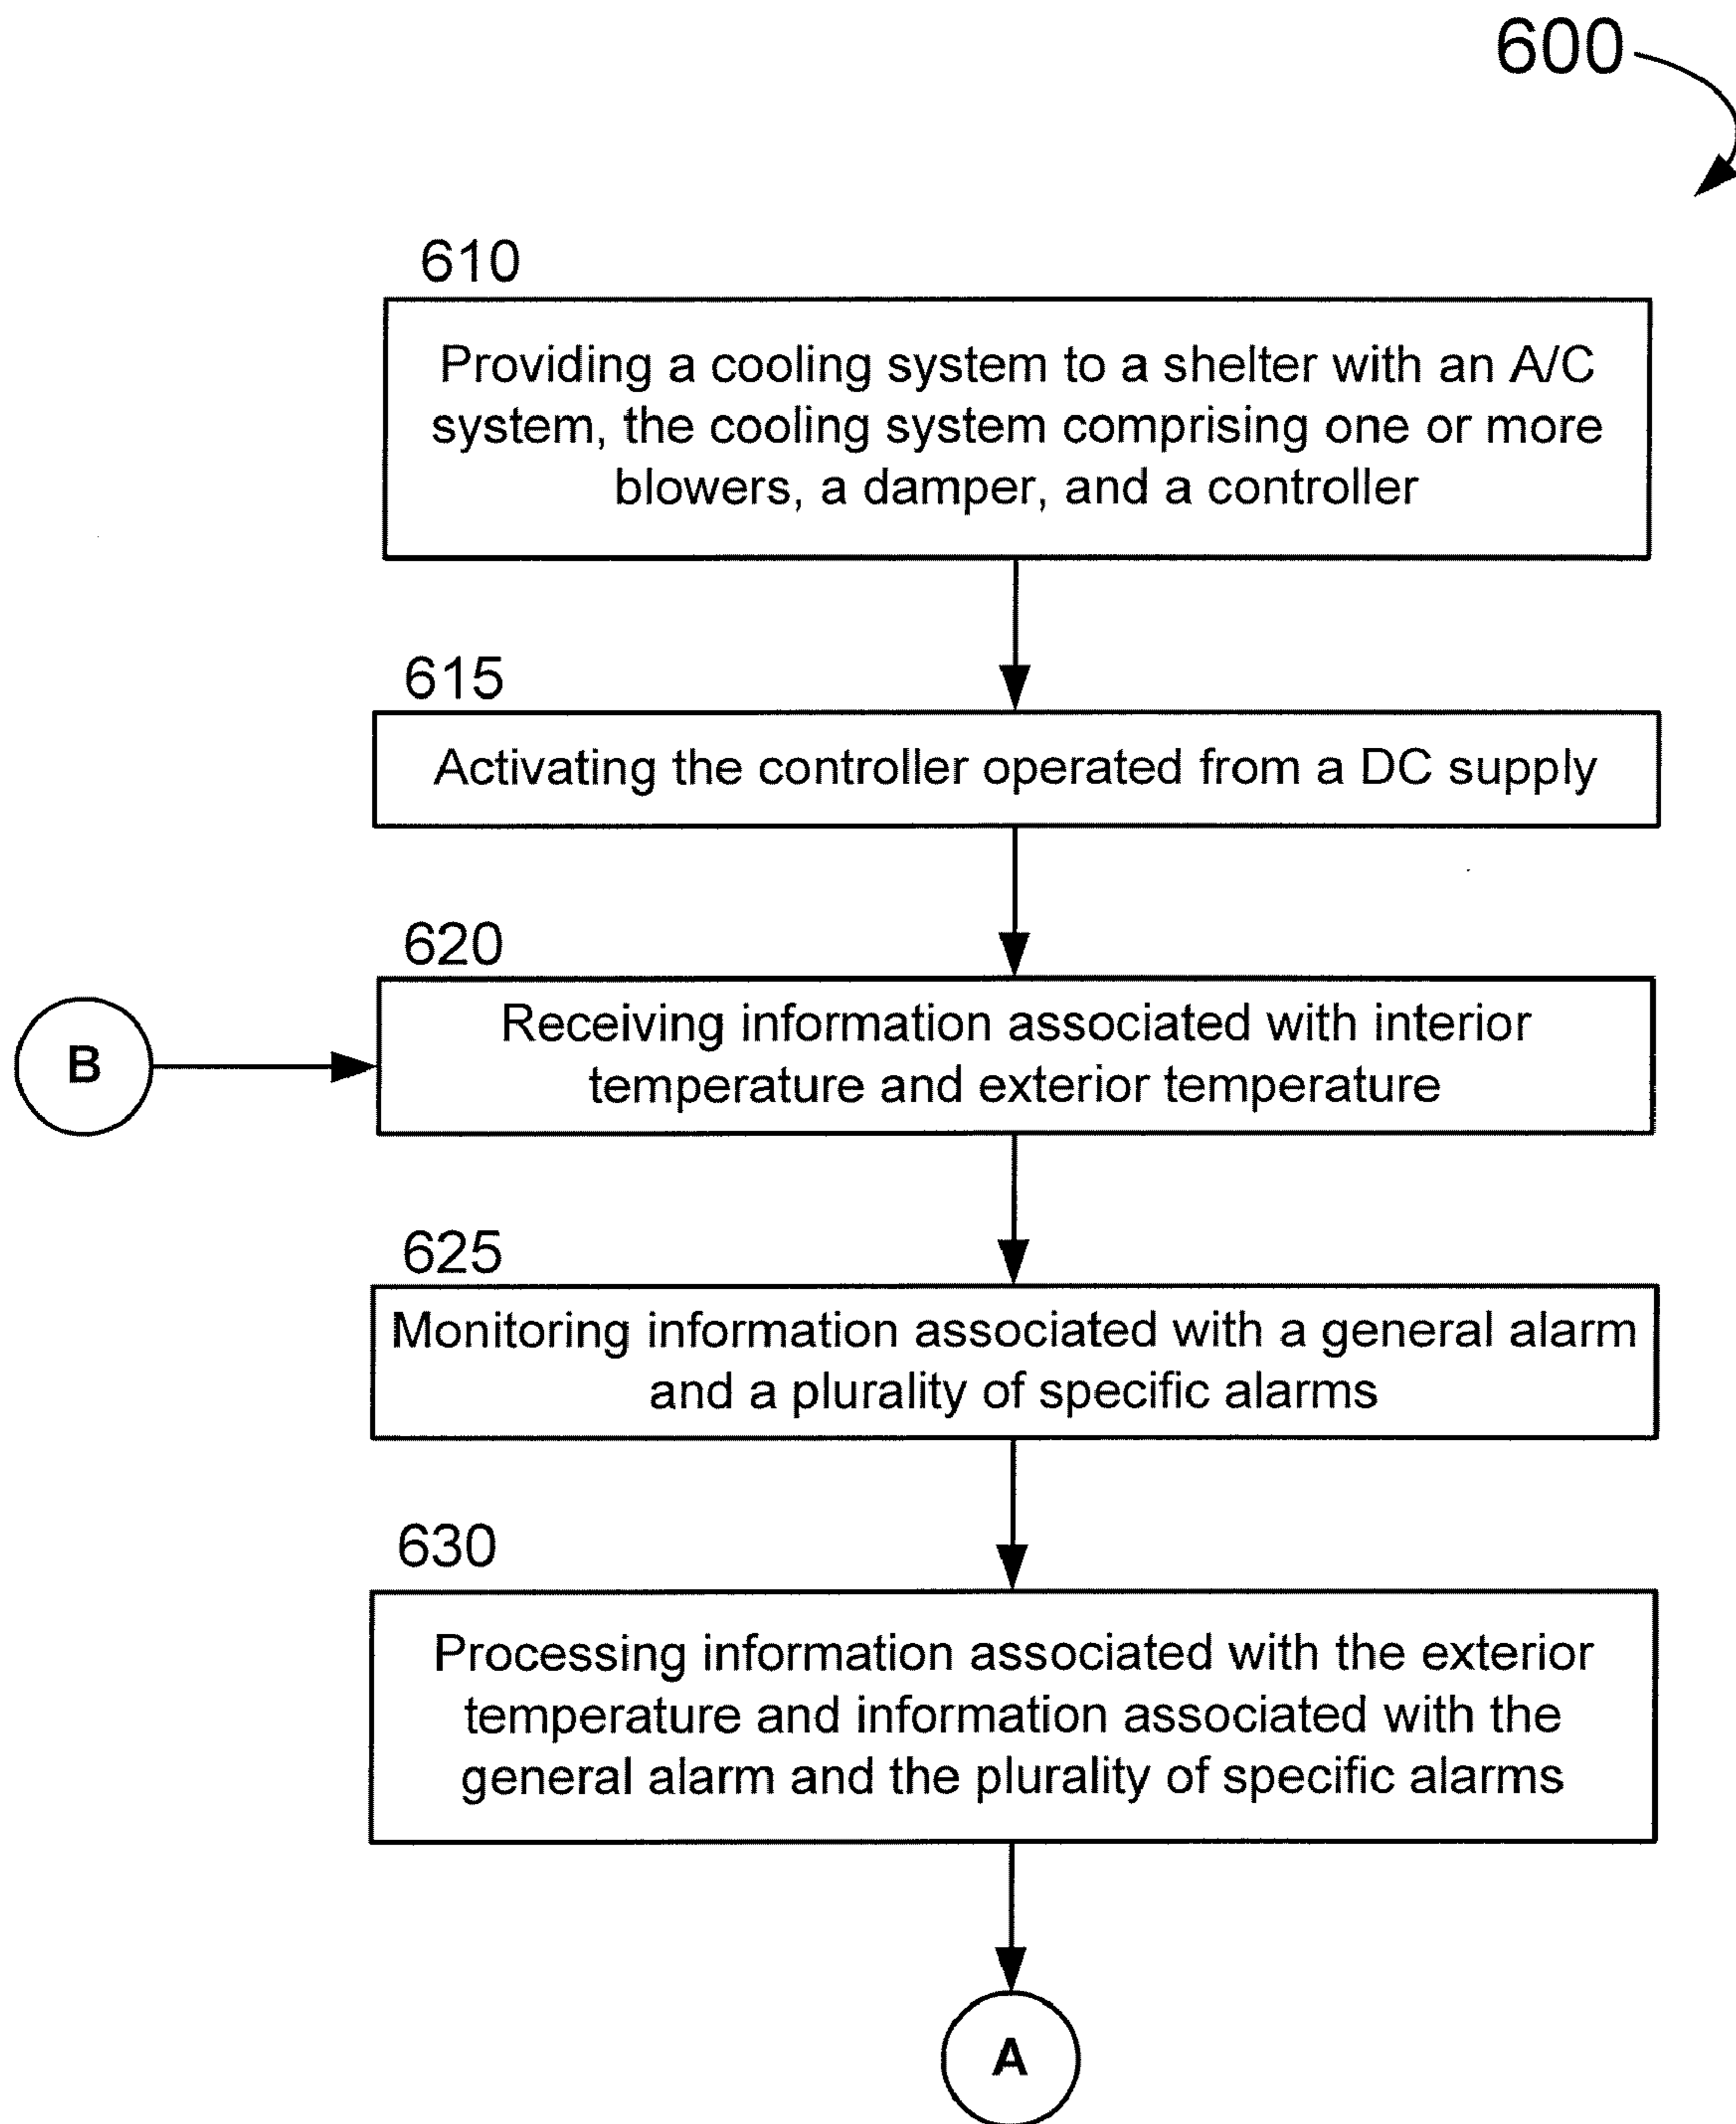 600
610
Providing a cooling system to a shelter with an A/C
system, the cooling system comprising one or more
blowers, a damper, and a controller
615
Activating the controller operated from a DC supply
620
Receiving information associated with interior
temperature and exterior temperature
B
625
Monitoring information associated with a general alarm
and a plurality of specific alarms
630
Processing information associated with the exterior
temperature and information associated with the
general alarm and the plurality of specific alarms
A